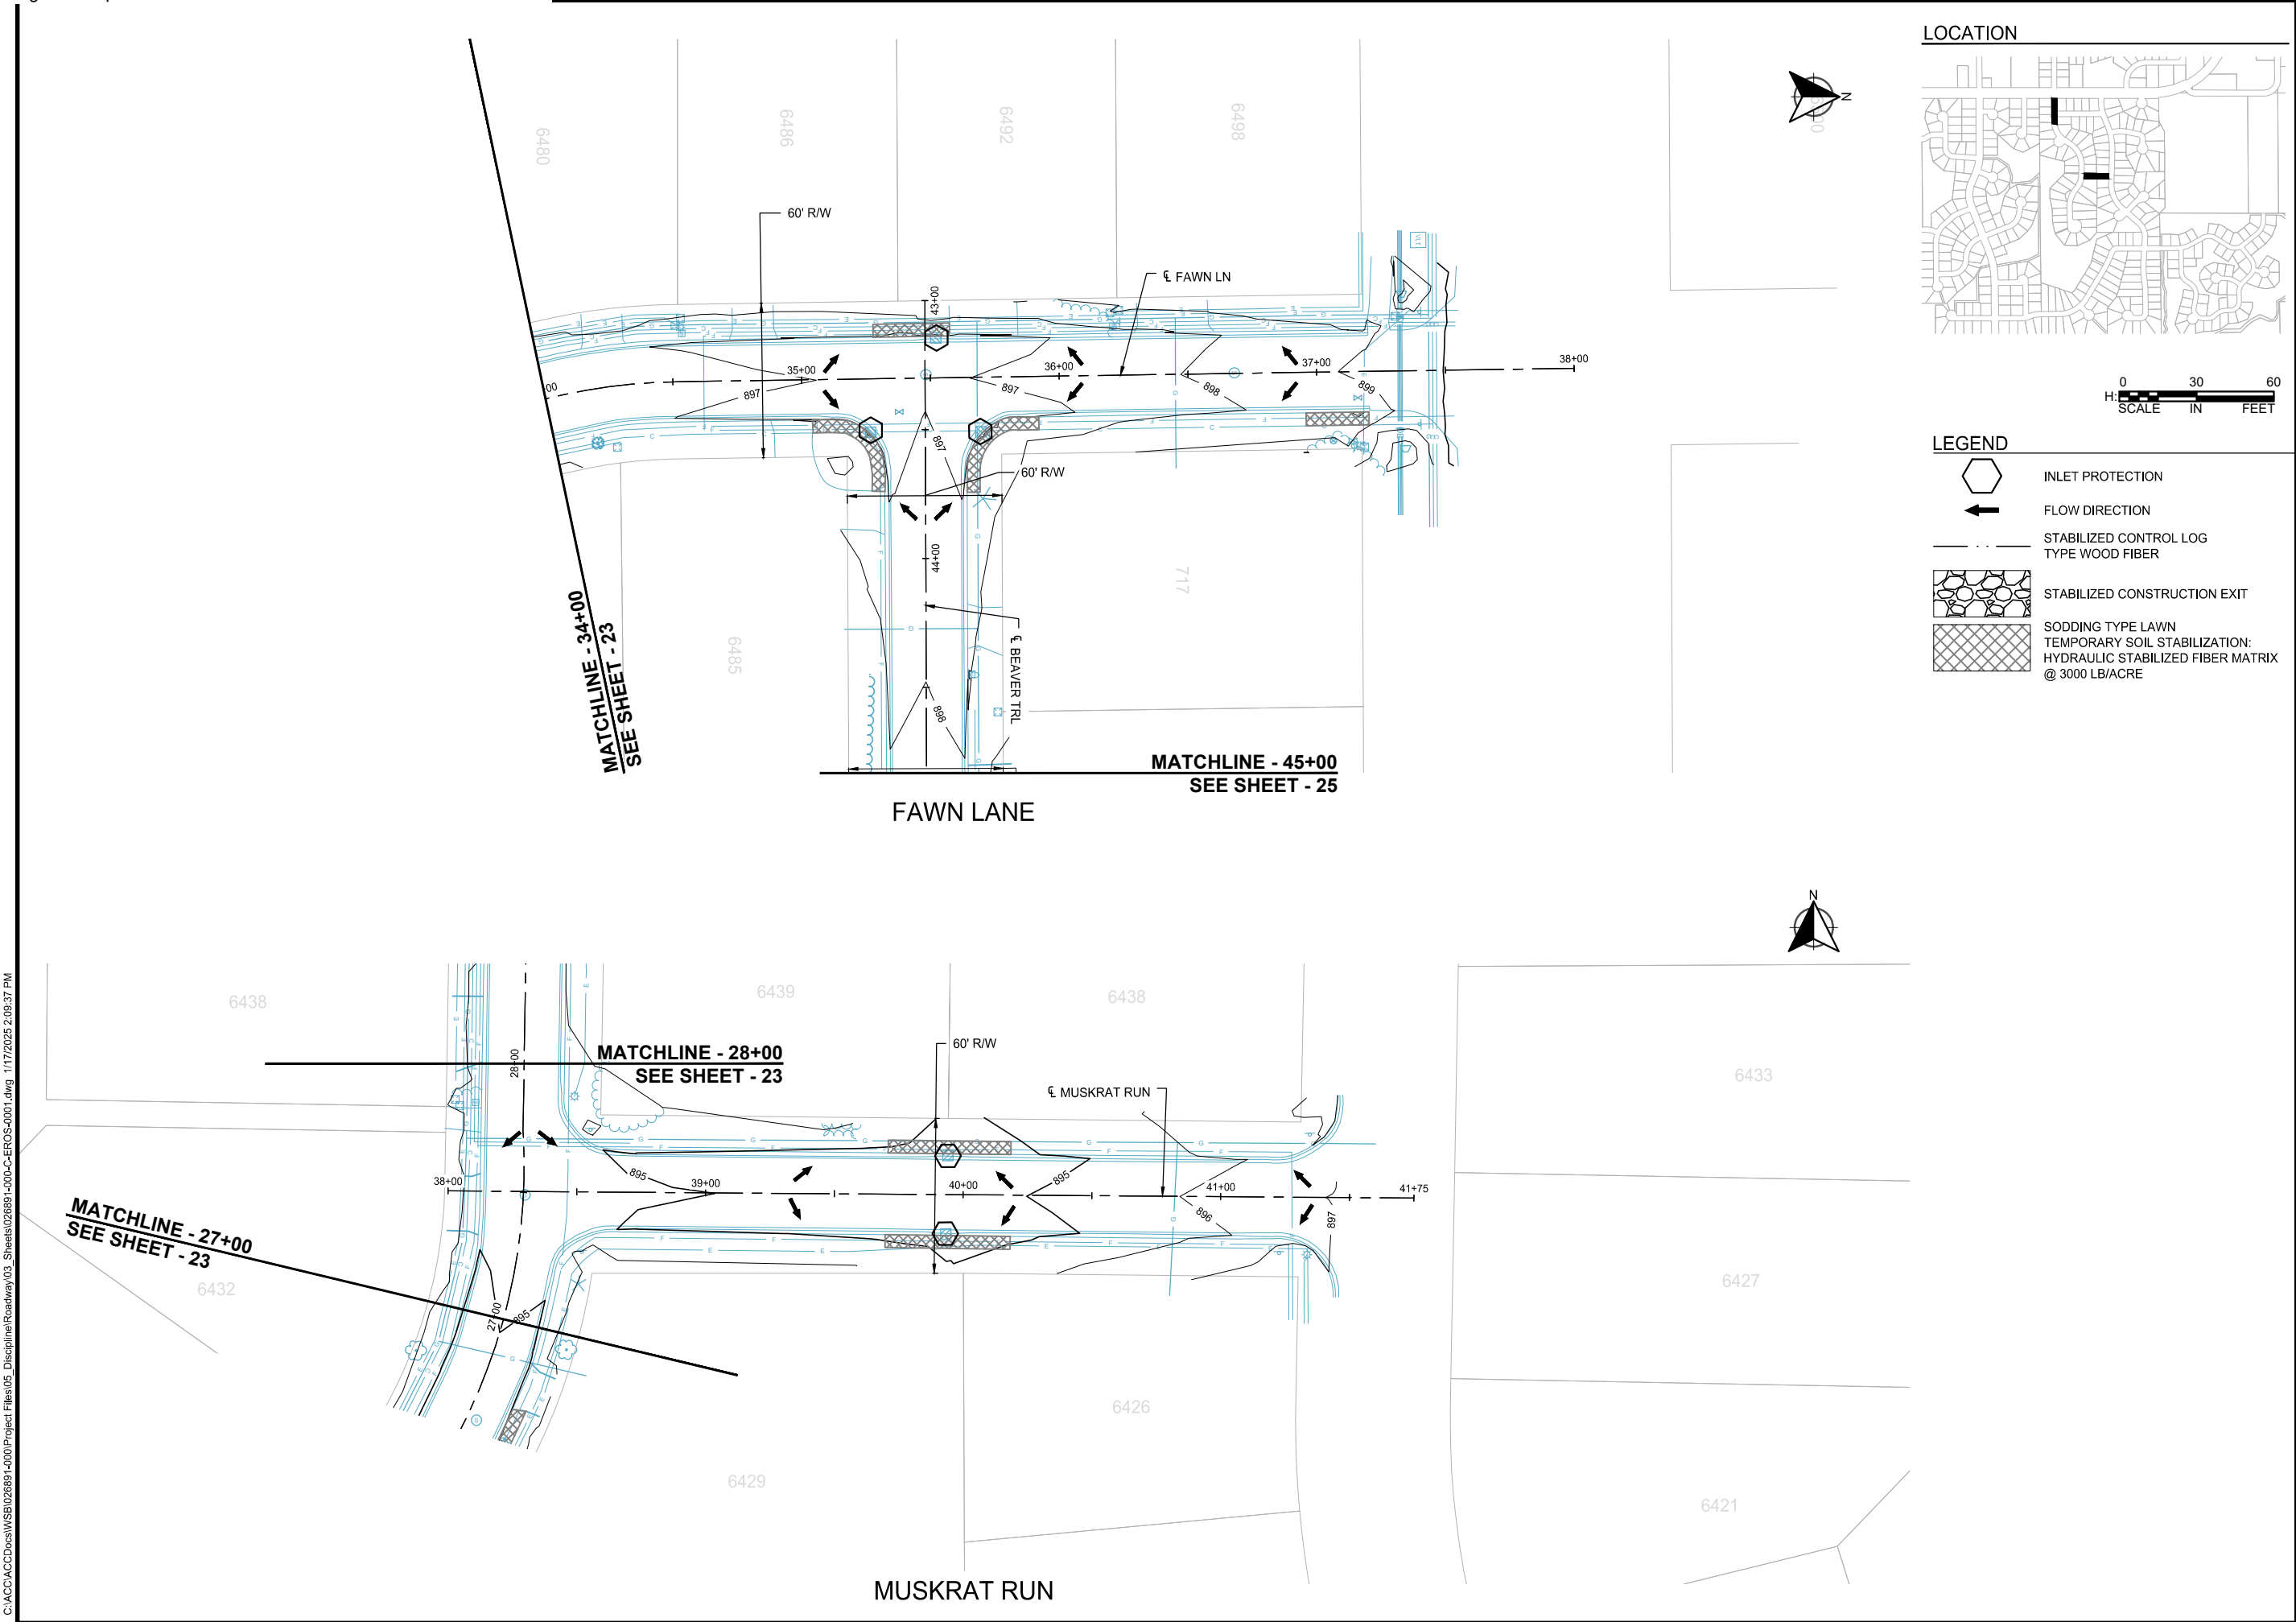 LOCATION
N
6480
6486
6492
6498
60' R/W
℄ FAWN LN
43+00
35+00
36+00
37+00
38+00
897
897
898
899
897
60' R/W
44+00
717
6485
℄ BEAVER TRL
898
MATCHLINE - 34+00
SEE SHEET - 23
MATCHLINE - 45+00
SEE SHEET - 25
FAWN LANE
0 30 60
H:
SCALE IN FEET
LEGEND
INLET PROTECTION
FLOW DIRECTION
STABILIZED CONTROL LOG
TYPE WOOD FIBER
STABILIZED CONSTRUCTION EXIT
SODDING TYPE LAWN
TEMPORARY SOIL STABILIZATION:
HYDRAULIC STABILIZED FIBER MATRIX
@ 3000 LB/ACRE
N
6438
6439
6438
6433
28+00
MATCHLINE - 28+00
SEE SHEET - 23
60' R/W
℄ MUSKRAT RUN
38+00
895
39+00
40+00
895
41+00
896
897
41+75
MATCHLINE - 27+00
SEE SHEET - 23
27+00
895
6432
6427
6426
6429
6421
MUSKRAT RUN
C:\ACC\ACCDocs\WSB\026891-000\Project Files\05_Discipline\Roadway\03_Sheets\026891-000-C-EROS-0001.dwg 1/17/2025 2:09:37 PM